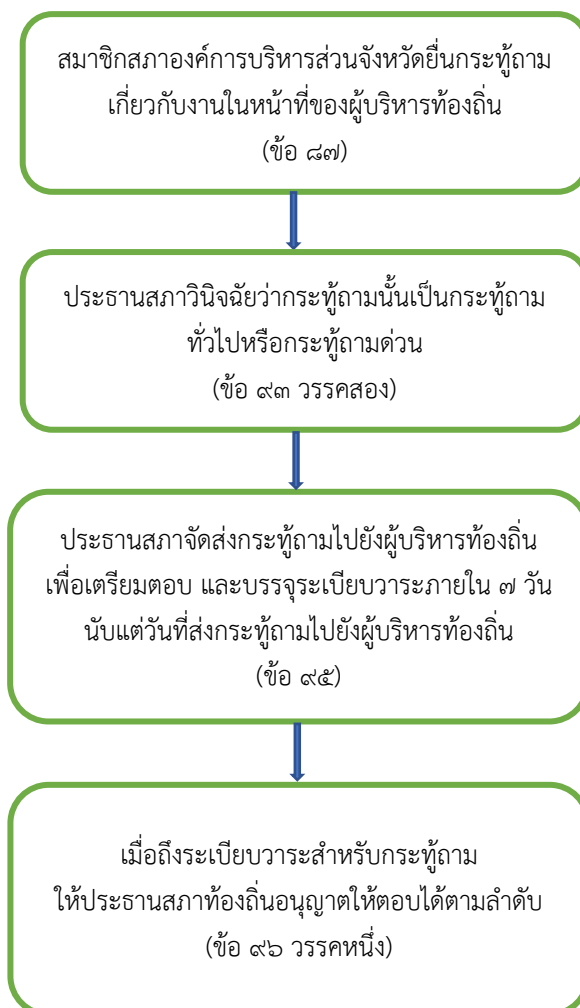 สมาชิกสภาองค์การบริหารส่วนจังหวัดยื่นกระทู้ถาม
เกี่ยวกับงานในหน้าที่ของผู้บริหารท้องถิ่น
(ข้อ ๘๗)
ประธานสภาวินิจฉัยว่ากระทู้ถามนั้นเป็นกระทู้ถาม
ทั่วไปหรือกระทู้ถามด่วน
(ข้อ ๙๓ วรรคสอง)
ประธานสภาจัดส่งกระทู้ถามไปยังผู้บริหารท้องถิ่น
เพื่อเตรียมตอบ และบรรจุระเบียบวาระภายใน ๗ วัน
นับแต่วันที่ส่งกระทู้ถามไปยังผู้บริหารท้องถิ่น
(ข้อ ๙๕)
เมื่อถึงระเบียบวาระสำหรับกระทู้ถาม
ให้ประธานสภาท้องถิ่นอนุญาตให้ตอบได้ตามลำดับ
(ข้อ ๙๖ วรรคหนึ่ง)